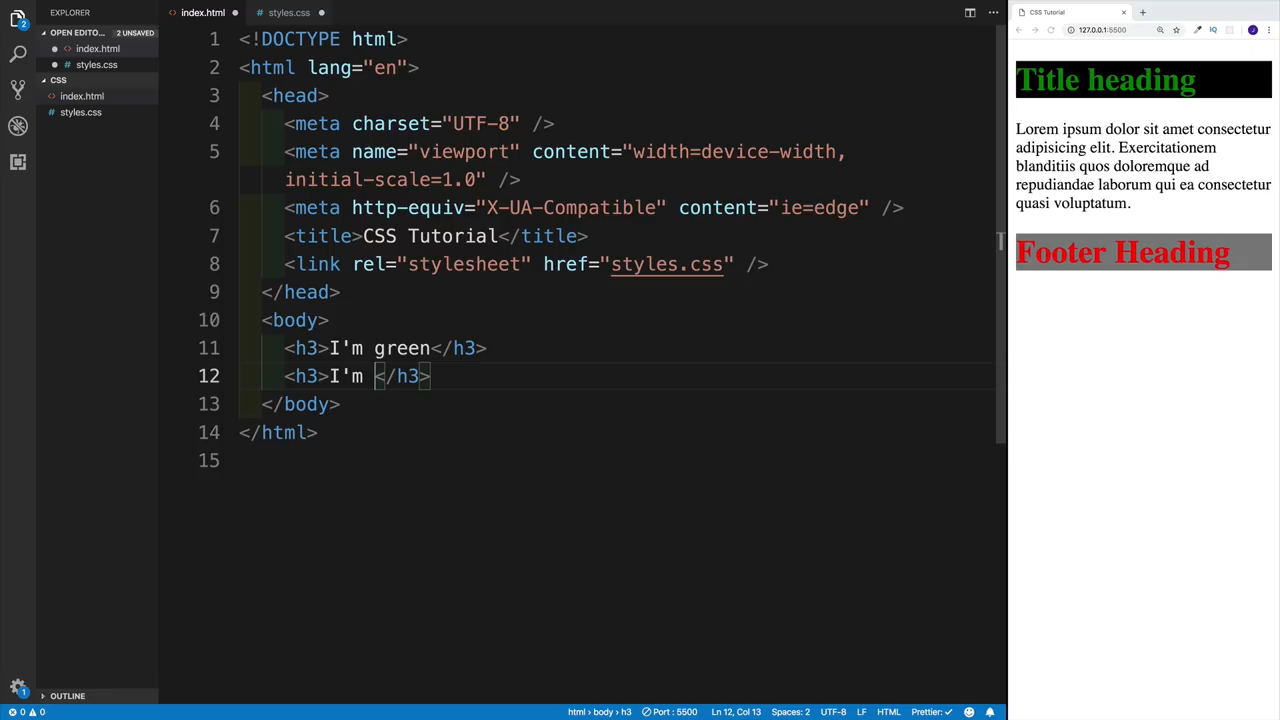 EXPLORER
OPEN EDITO... 2 UNSAVED
index.html
styles.css
CSS
index.html
styles.css
OUTLINE
2
1
index.html
styles.css
1 <!DOCTYPE html>
2 <html lang="en">
3 <head>
4 <meta charset="UTF-8" />
5 <meta name="viewport" content="width=device-width,
initial-scale=1.0" />
6 <meta http-equiv="X-UA-Compatible" content="ie=edge" />
7 <title>CSS Tutorial</title>
8 <link rel="stylesheet" href="styles.css" />
9 </head>
10 <body>
11 <h3>I'm green</h3>
12 <h3>I'm </h3>
13 </body>
14 </html>
15
CSS Tutorial
127.0.0.1:5500
IQ
J
Title heading
Lorem ipsum dolor sit amet consectetur
adipisicing elit. Exercitationem
blanditiis quos doloremque ad
repudiandae laborum qui ea consectetur
quasi voluptatum.
Footer Heading
0 0 html › body › h3 Port : 5500 Ln 12, Col 13 Spaces: 2 UTF-8 LF HTML Prettier: ✓